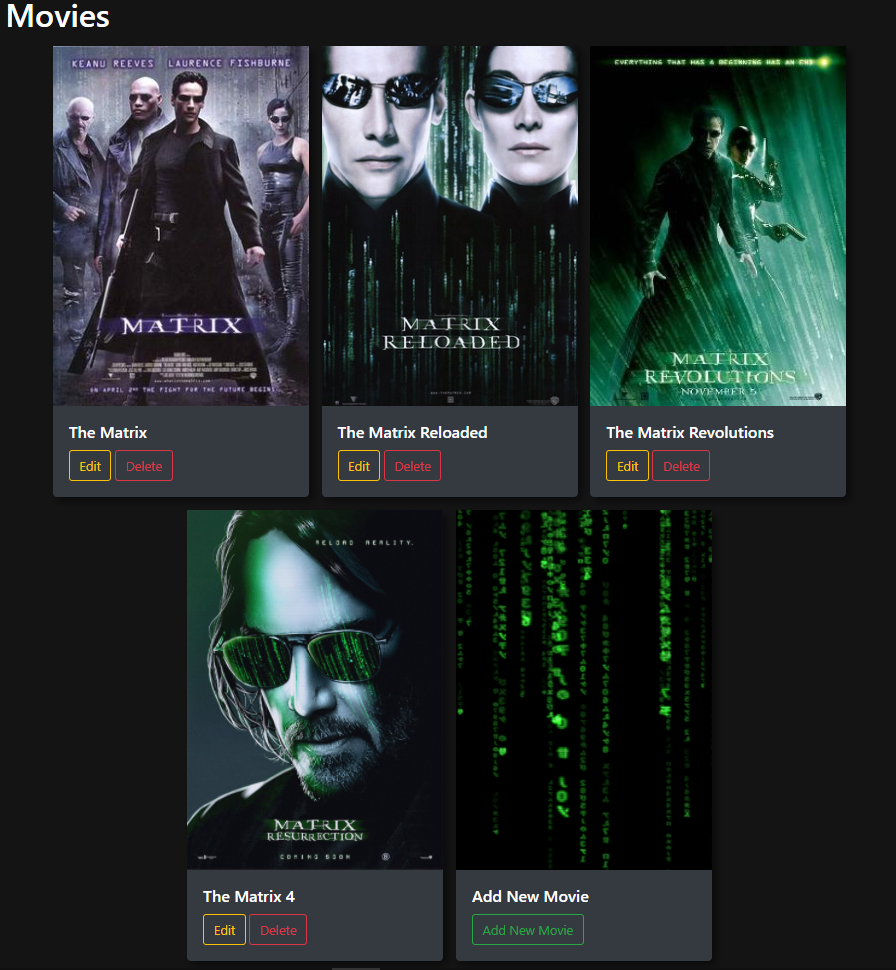 Movies
KEANU REEVES LAURENCE FISHBURNE
MATRIX
ON APRIL 2ND THE FIGHT FOR THE FUTURE BEGINS
The Matrix
Edit Delete
MATRIX
RELOADED
The Matrix Reloaded
Edit Delete
EVERYTHING THAT HAS A BEGINNING HAS AN END
MATRIX
REVOLUTIONS
NOVEMBER 5
The Matrix Revolutions
Edit Delete
RELOAD REALITY.
MATRIX
RESURRECTION
COMING SOON
The Matrix 4
Edit Delete
Add New Movie
Add New Movie